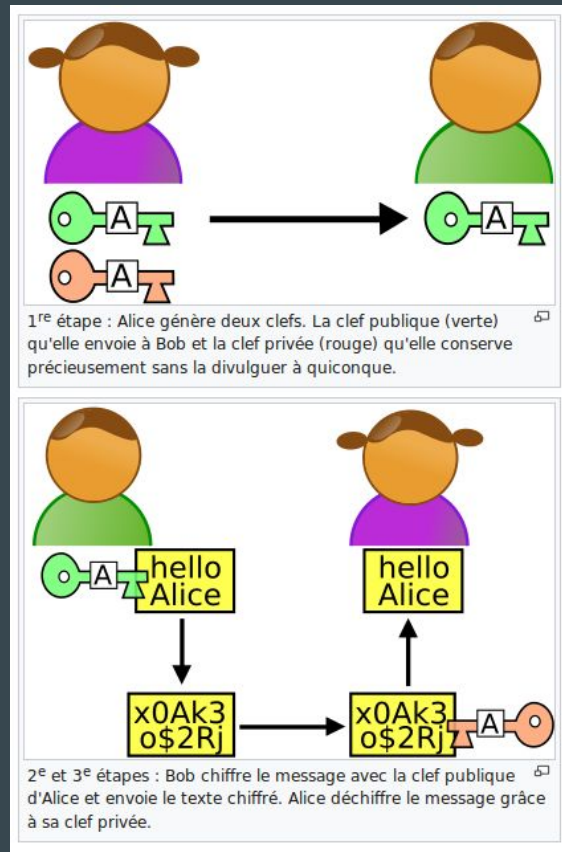 A
A
A
1re étape : Alice génère deux clefs. La clef publique (verte)
qu'elle envoie à Bob et la clef privée (rouge) qu'elle conserve
précieusement sans la divulguer à quiconque.
A
hello
Alice
hello
Alice
x0Ak3
o$2Rj
x0Ak3
o$2Rj
A
2e et 3e étapes : Bob chiffre le message avec la clef publique
d'Alice et envoie le texte chiffré. Alice déchiffre le message grâce
à sa clef privée.